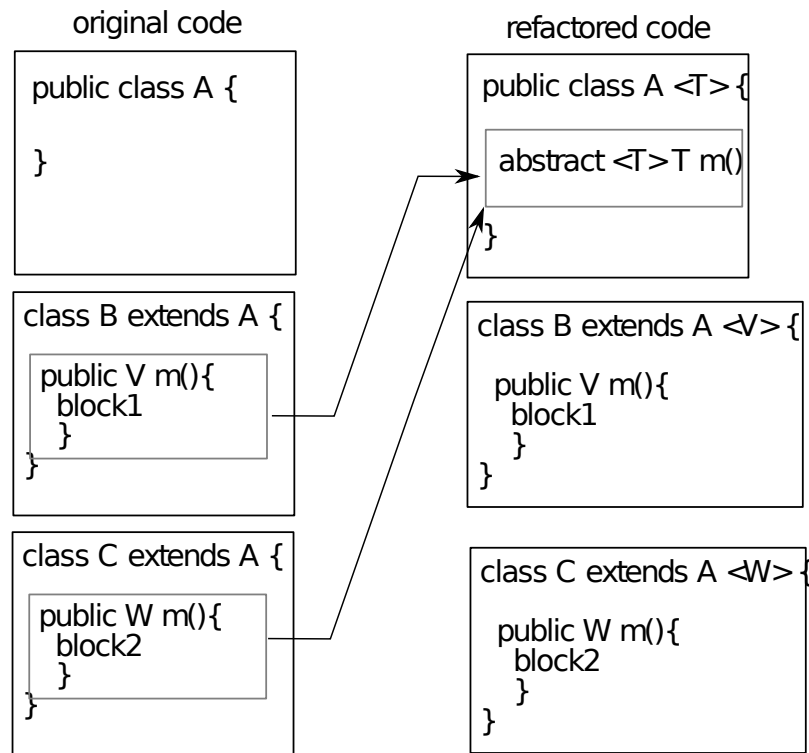 original code
public class A {
}
class B extends A {
public V m(){
block1
}
}
class C extends A {
public W m(){
block2
}
}
refactored code
public class A <T> {
abstract <T> T m()
}
class B extends A <V> {
public V m(){
block1
}
}
class C extends A <W> {
public W m(){
block2
}
}